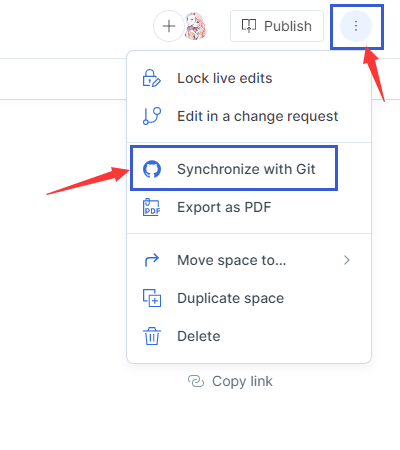 Publish
Lock live edits
Edit in a change request
Synchronize with Git
PDF
Export as PDF
Move space to...
Duplicate space
Delete
Copy link